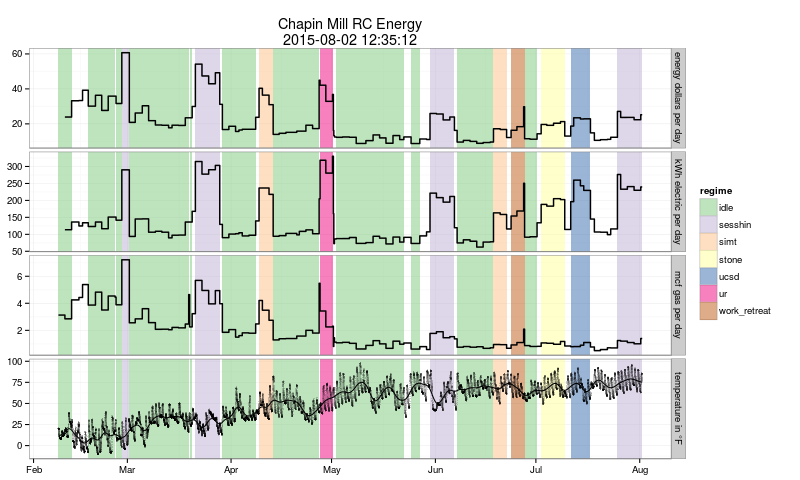 Chapin Mill RC Energy
2015-08-02 12:35:12
60
40
20
energy dollars per day
300
250
200
150
100
50
kWh electric per day
6
4
2
mcf gas per day
100
75
50
25
0
temperature in °F
Feb Mar Apr May Jun Jul Aug
regime
idle
sesshin
simt
stone
ucsd
ur
work_retreat